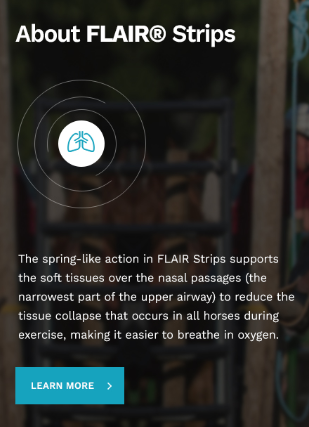 About FLAIR® Strips
The spring-like action in FLAIR Strips supports
the soft tissues over the nasal passages (the
narrowest part of the upper airway) to reduce the
tissue collapse that occurs in all horses during
exercise, making it easier to breathe in oxygen.
LEARN MORE